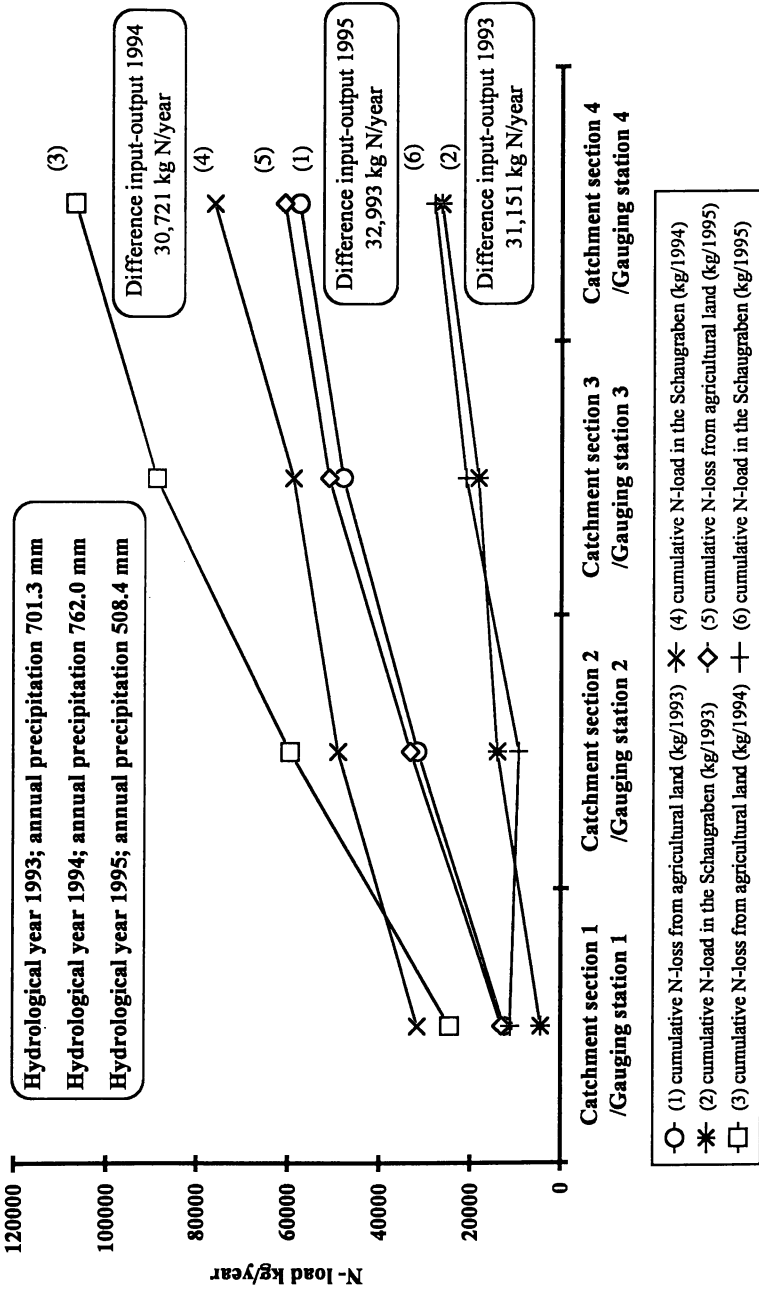 Hydrological year 1993; annual precipitation 701.3 mm
Hydrological year 1994; annual precipitation 762.0 mm
Hydrological year 1995; annual precipitation 508.4 mm
(3)
Difference input-output 1994
30,721 kg N/year
(4)
(5)
(1)
Difference input-output 1995
32,993 kg N/year
(6)
(2)
Difference input-output 1993
31,151 kg N/year
N- load kg/year
120000
100000
80000
60000
40000
20000
0
Catchment section 1
/Gauging station 1
Catchment section 2
/Gauging station 2
Catchment section 3
/Gauging station 3
Catchment section 4
/Gauging station 4
(1) cumulative N-loss from agricultural land (kg/1993)
(2) cumulative N-load in the Schaugraben (kg/1993)
(3) cumulative N-loss from agricultural land (kg/1994)
(4) cumulative N-load in the Schaugraben (kg/1994)
(5) cumulative N-loss from agricultural land (kg/1995)
(6) cumulative N-load in the Schaugraben (kg/1995)